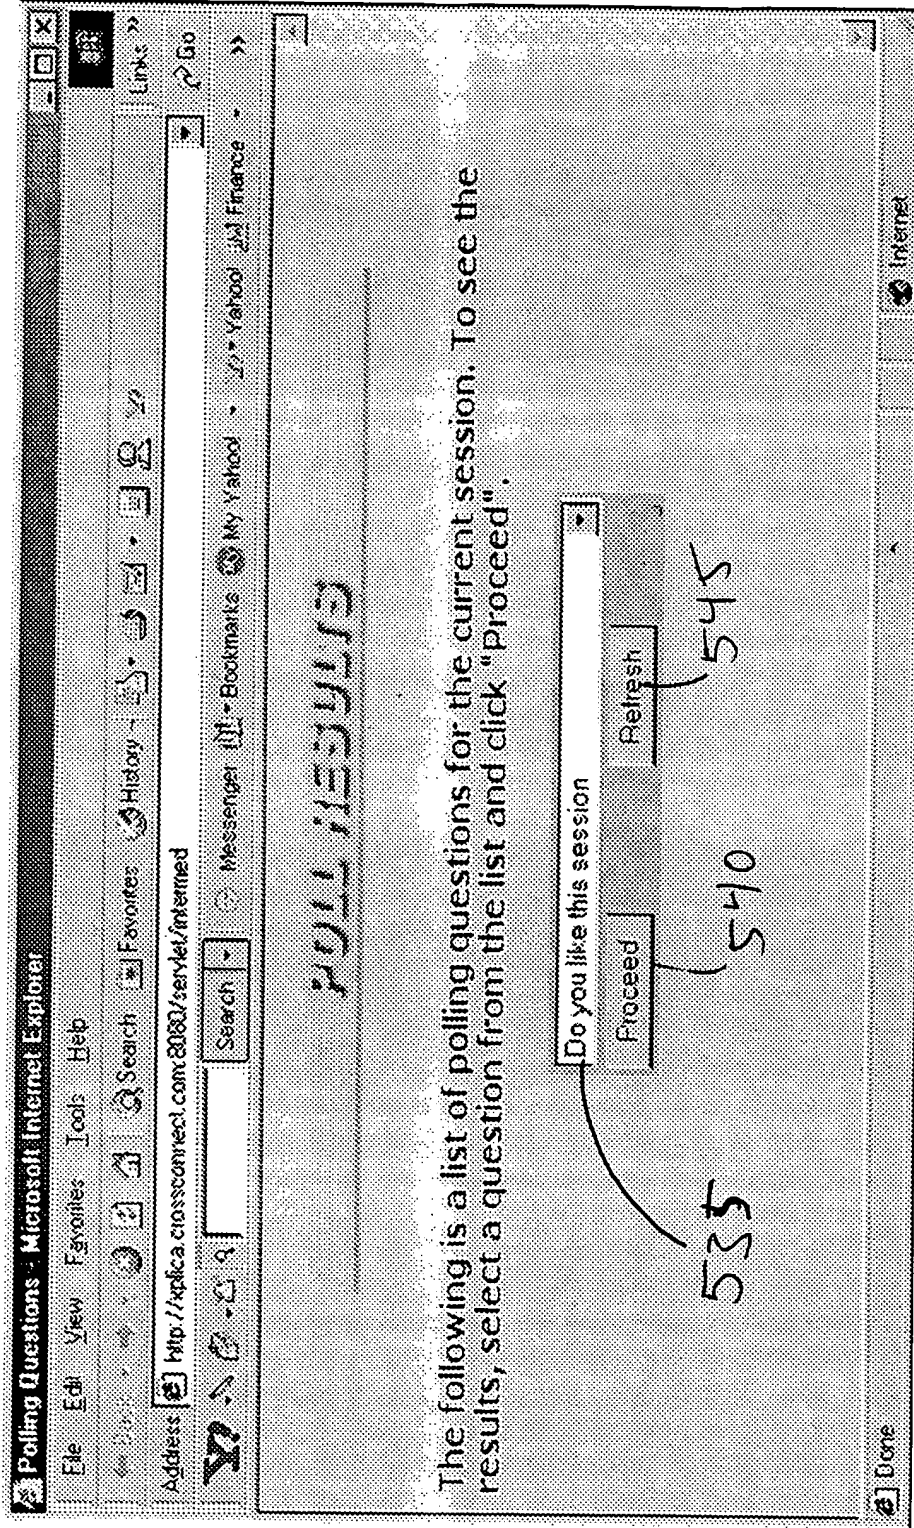 Polling Questions - Microsoft Internet Explorer
File Edit View Favorites Tools Help
Search Favorites History
Links »
Address http://xplica.crossconnect.com:8080/servlet/intermed
Go
Y! Search Messenger Bookmarks My Yahoo! Yahoo! Finance »
POLL RESULTS
The following is a list of polling questions for the current session. To see the
results, select a question from the list and click "Proceed".
Do you like this session
Proceed Refresh
535 540 545
Done Internet